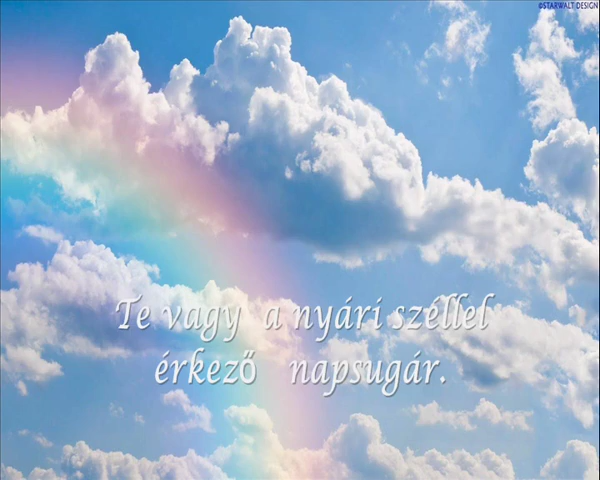 ©STARWALT DESIGN
Te vagy a nyári széllel
érkező napsugár.